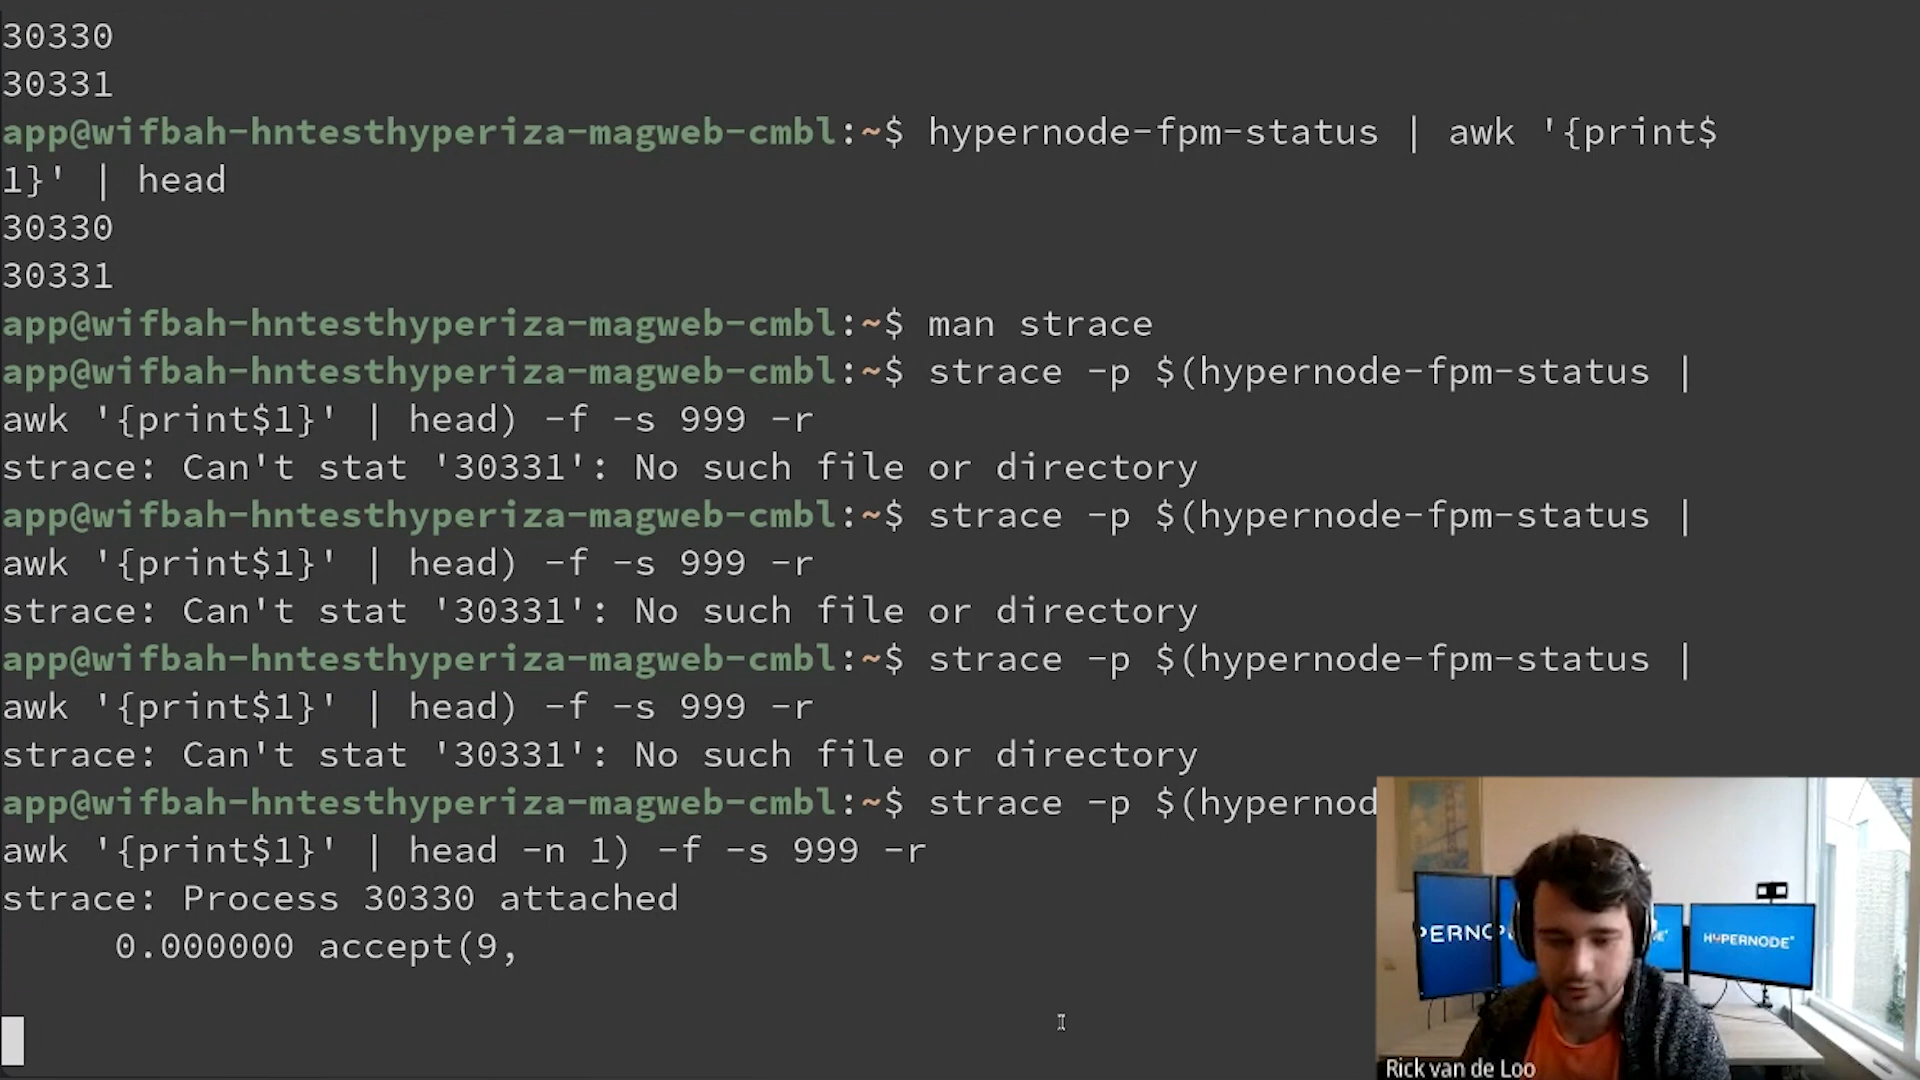 30330
30331
app@wifbah-hntesthyperiza-magweb-cmbl:~$ hypernode-fpm-status | awk '{print$
1}' | head
30330
30331
app@wifbah-hntesthyperiza-magweb-cmbl:~$ man strace
app@wifbah-hntesthyperiza-magweb-cmbl:~$ strace -p $(hypernode-fpm-status |
awk '{print$1}' | head) -f -s 999 -r
strace: Can't stat '30331': No such file or directory
app@wifbah-hntesthyperiza-magweb-cmbl:~$ strace -p $(hypernode-fpm-status |
awk '{print$1}' | head) -f -s 999 -r
strace: Can't stat '30331': No such file or directory
app@wifbah-hntesthyperiza-magweb-cmbl:~$ strace -p $(hypernode-fpm-status |
awk '{print$1}' | head) -f -s 999 -r
strace: Can't stat '30331': No such file or directory
app@wifbah-hntesthyperiza-magweb-cmbl:~$ strace -p $(hypernod
awk '{print$1}' | head -n 1) -f -s 999 -r
strace: Process 30330 attached
0.000000 accept(9,
HYPERNODE
Rick van de Loo